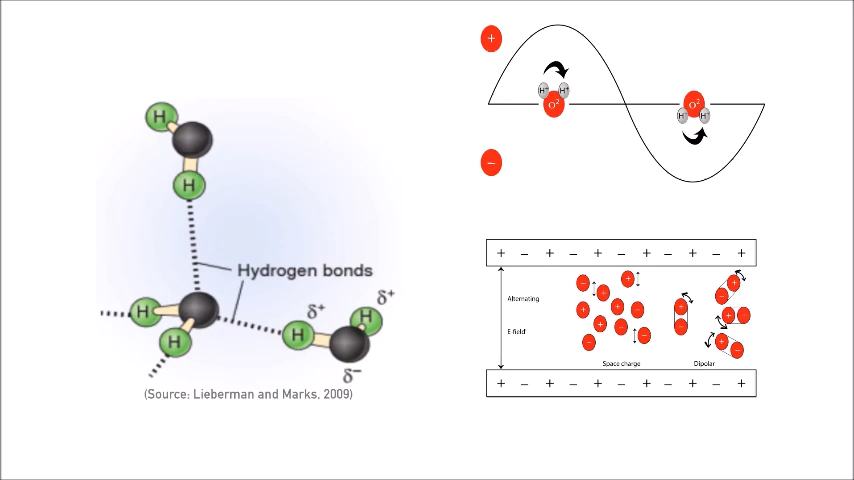 H
H
Hydrogen bonds
H
H
δ+
H
δ+
H
δ−
(Source: Lieberman and Marks, 2009)
+
H+ H+
O2
O2
H H+
−
+ − + − + − + − + − +
Alternating
E field
− + + + + − + − − −
+ −
+ −
+ +
+ −
Space charge
Dipolar
+ − + − + − + − + − +